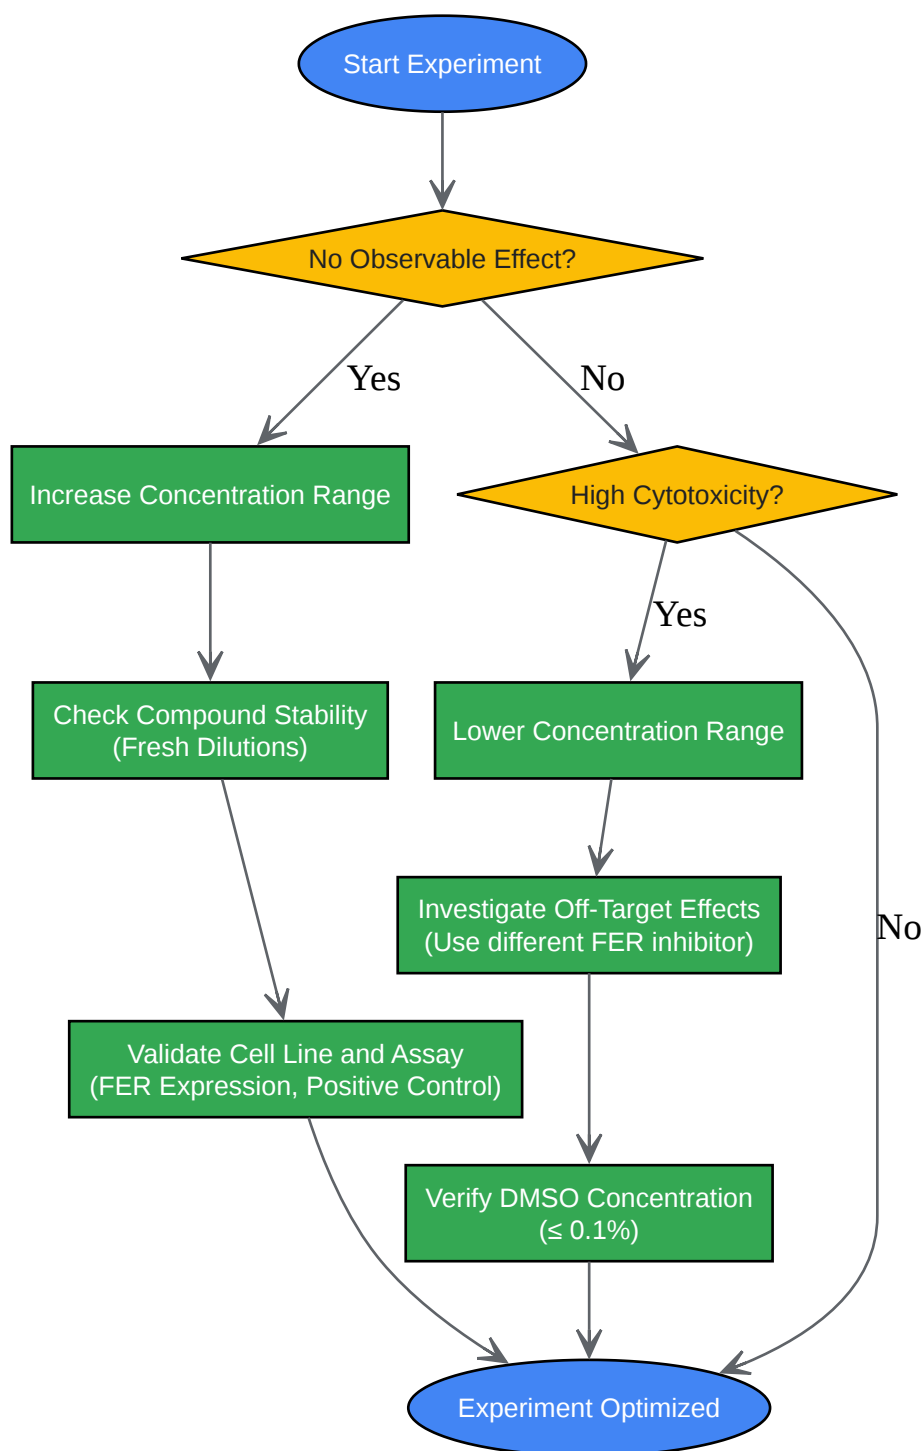 Start Experiment
No Observable Effect?
Yes
No
Increase Concentration Range
High Cytotoxicity?
Yes
Check Compound Stability
(Fresh Dilutions)
Lower Concentration Range
Investigate Off-Target Effects
(Use different FER inhibitor)
No
Validate Cell Line and Assay
(FER Expression, Positive Control)
Verify DMSO Concentration
(≤ 0.1%)
Experiment Optimized